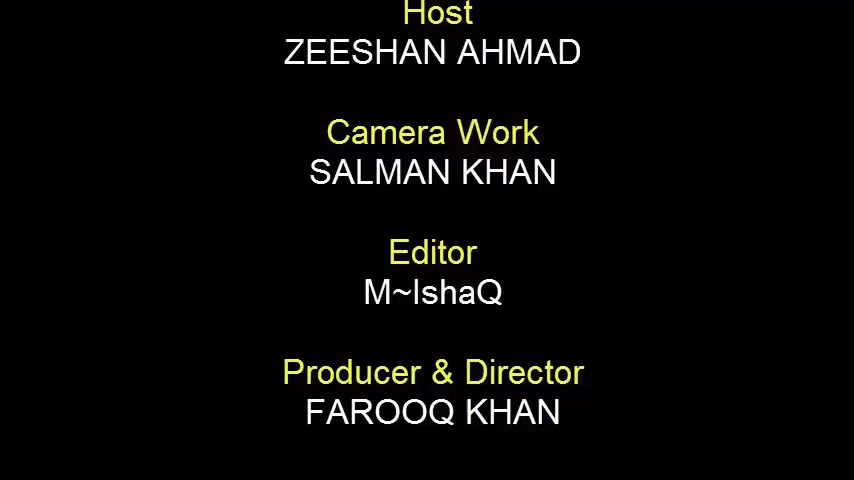 Host
ZEESHAN AHMAD
Camera Work
SALMAN KHAN
Editor
M~IshaQ
Producer & Director
FAROOQ KHAN